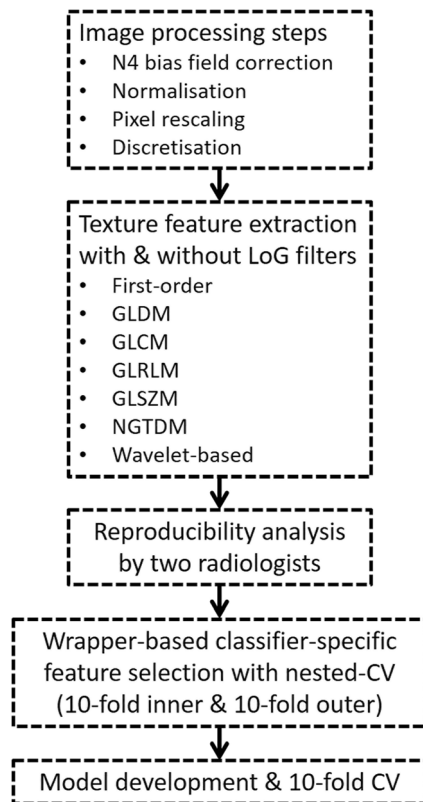 Image processing steps
• N4 bias field correction
• Normalisation
• Pixel rescaling
• Discretisation
Texture feature extraction
with & without LoG filters
• First-order
• GLDM
• GLCM
• GLRLM
• GLSZM
• NGTDM
• Wavelet-based
Reproducibility analysis
by two radiologists
Wrapper-based classifier-specific
feature selection with nested-CV
(10-fold inner & 10-fold outer)
Model development & 10-fold CV